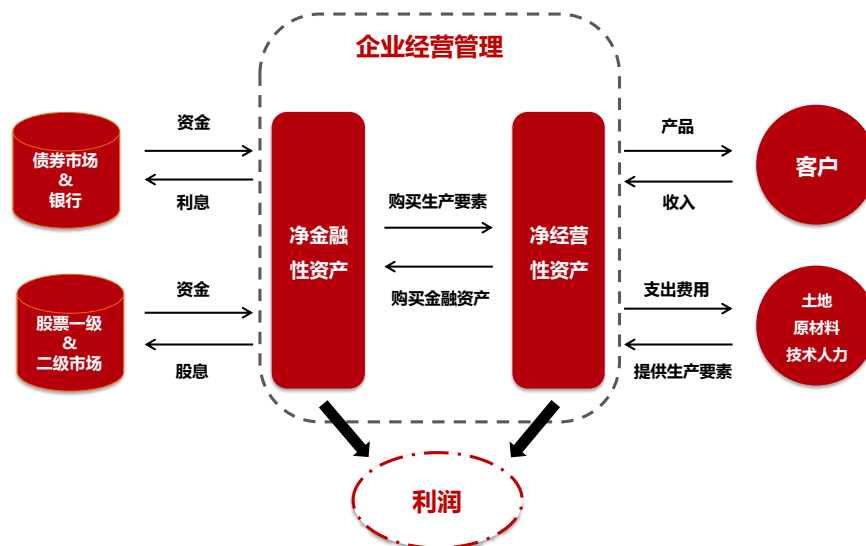 企业经营管理
资金
债券市场
&
银行
利息
净金融
性资产
购买生产要素
购买金融资产
净经营
性资产
产品
收入
客户
资金
股票一级
&
二级市场
股息
支出费用
提供生产要素
土地
原材料
技术人力
利润